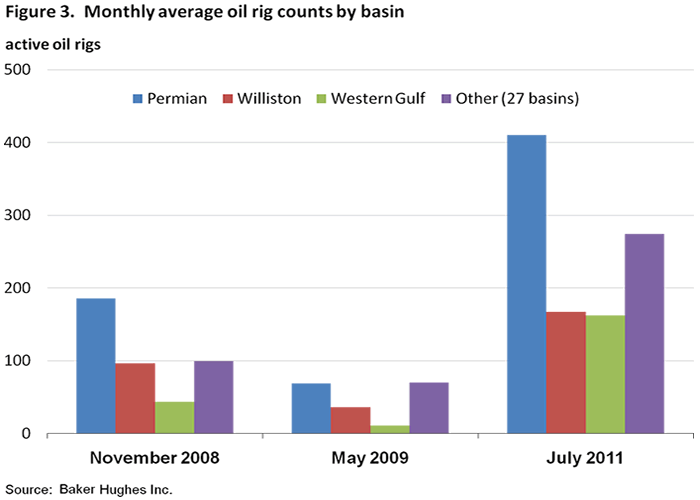 Figure 3. Monthly average oil rig counts by basin
active oil rigs
500
Permian Williston Western Gulf Other (27 basins)
400
300
200
100
0
November 2008 May 2009 July 2011
Source: Baker Hughes Inc.